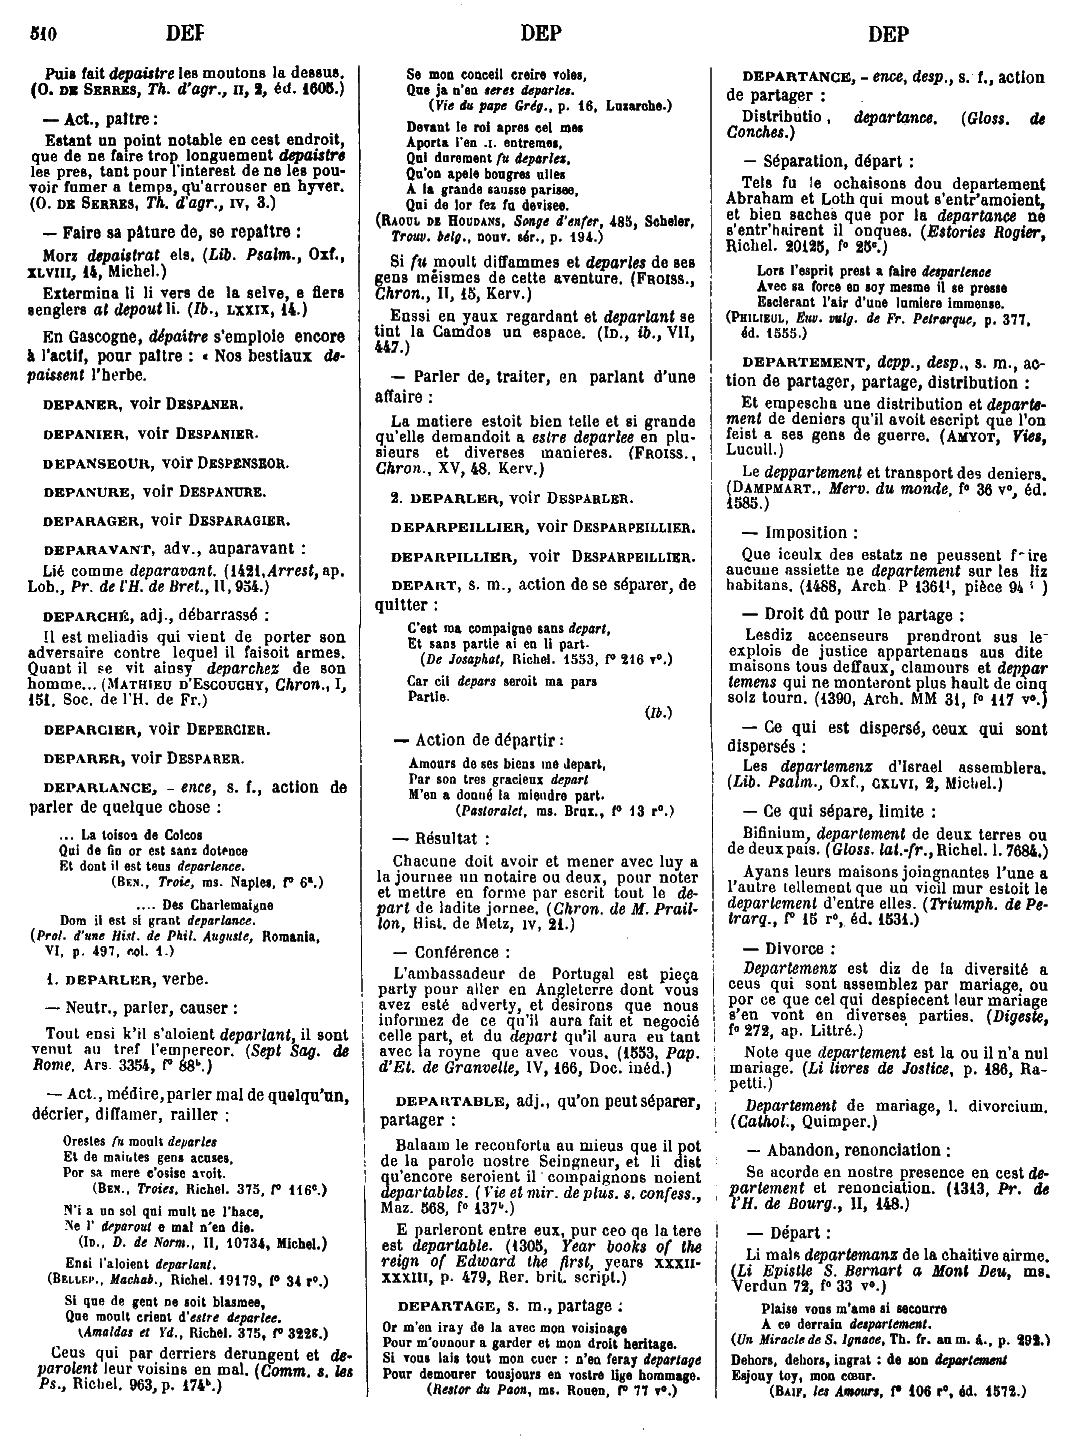 510 DEP DEP DEP
Puis fait depaistre les moutons la dessus.
(O. DE SERRES, Th. d'agr., II, 2, éd. 1605.)
— Act., paître :
Estant un point notable en cest endroit,
que de ne faire trop longuement depaistre
les pres, tant pour l'interest de ne les pou-
voir fumer a temps, qu'arrouser en hyver.
(O. DE SERRES, Th. d'agr., IV, 3.)
— Faire sa pâture de, se repaître :
Morz depaistrat els. (Lib. Psalm., Oxf.,
XLVIII, 14, Michel.)
Extermina li li vers de la selve, e fiers
senglers at depout li. (Ib., LXXIX, 14.)
En Gascogne, dépaître s'emploie encore
à l'actif, pour paître : « Nos bestiaux de-
paissent l'herbe.
DEPANER, voir DESPANER.
DEPANIER, voir DESPANIER.
DEPANSEOUR, voir DESPENSEOR.
DEPANURE, voir DESPANURE.
DEPARAGER, voir DESPARAGIER.
DEPARAVANT, adv., auparavant :
Lié comme deparavant. (1421, Arrest, ap.
Lob., Pr. de l'H. de Bret., II, 954.)
DEPARCHÉ, adj., débarrassé :
Il est meliadis qui vient de porter son
adversaire contre lequel il faisoit armes.
Quant il se vit ainsy deparchez de son
homme... (MATHIEU D'ESCOUCHY, Chron., I,
151, Soc. de l'H. de Fr.)
DEPARCIER, voir DEPERCIER.
DEPARER, voir DESPARER.
DEPARLANCE, - ence, s. f., action de
parler de quelque chose :
... La toison de Colcos
Qui de fin or est sanz dotence
Et dont il est tens departence.
(BEN., Troie, ms. Naples, f° 6ª.)
.... Des Charlemaigne
Dom il est si grant deparlance.
(Prol. d'une Hist. de Phil. Auguste, Romania,
VI, p. 497, col. 1.)
1. DEPARLER, verbe.
— Neutr., parler, causer :
Tout ensi k'il s'aloient deparlant, il sont
venut au tref l'empereor. (Sept Sag. de
Rome, Ars. 3354, f° 88ᵇ.)
— Act., médire, parler mal de quelqu'un,
décrier, diffamer, railler :
Orestes fu moult deparles
Et de maintes gens acuses,
Por sa mere c'osise avoit.
(BEN., Troies, Richel. 375, f° 116ᶜ.)
N'i a un sol qui mult ne l'hace,
Ne l' deparout e mal n'en die.
(ID., D. de Norm., II, 10734, Michel.)
Ensi l'aloient deparlant.
(BELLEP., Machab., Richel. 19179, f° 34 r°.)
Si que de gent ne soit blasmee,
Que moult crient d'estre deparlee.
(Amaldas et Yd., Richel. 375, f° 322ᵍ.)
Ceus qui par derriers derungent et de-
parolent leur voisins en mal. (Comm. s. les
Ps., Richel. 963, p. 174ᵇ.)
Se mon conceil creire voles,
Que ja n'en seres deparles.
(Vie du pape Grég., p. 16, Luzarche.)
Devant le roi apres cel mes
Aporta l'en .I. entremes,
Qui durement fu deparles,
Qu'on apele bougres ulles
A la grande sausse parisee,
Qui de lor fez fu devisee.
(RAOUL DE HOUDANS, Songe d'enfer, 485, Scheler,
Trouv. belg., nouv. sér., p. 194.)
Si fu moult diffammes et deparles de ses
gens méismes de cette aventure. (FROISS.,
Chron., II, 15, Kerv.)
Enssi en yaux regardant et deparlant se
tint la Camdos un espace. (ID., ib., VII,
447.)
— Parler de, traiter, en parlant d'une
affaire :
La matiere estoit bien telle et si grande
qu'elle demandoit a estre deparlee en plu-
sieurs et diverses manieres. (FROISS.,
Chron., XV, 48. Kerv.)
2. DEPARLER, voir DESPARLER.
DEPARPEILLIER, voir DESPARPEILLIER.
DEPARPILLIER, voir DESPARPEILLIER.
DEPART, s. m., action de se séparer, de
quitter :
C'est ma compaigne sans depart,
Et sans partie ai en li part.
(De Josaphat, Richel. 1553, f° 216 v°.)
Car cil depars seroit ma pars
Partie.
(Ib.)
— Action de départir :
Amours de ses biens me depart,
Par son tres gracieux depart
M'en a donné la miendre part.
(Pastoralet, ms. Brux., f° 13 r°.)
— Résultat :
Chacune doit avoir et mener avec luy a
la journee un notaire ou deux, pour noter
et mettre en forme par escrit tout le de-
part de ladite jornee. (Chron. de M. Prail-
lon, Hist. de Metz, IV, 21.)
— Conférence :
L'ambassadeur de Portugal est pieça
party pour aller en Angleterre dont vous
avez esté adverty, et desirons que nous
informez de ce qu'il aura fait et negocié
celle part, et du depart qu'il aura eu tant
avec la royne que avec vous. (1553, Pap.
d'Et. de Granvelle, IV, 166, Doc. inéd.)
DEPARTABLE, adj., qu'on peut séparer,
partager :
Balaam le reconforta au mieus que il pot
de la parole nostre Seingneur, et li dist
qu'encore seroient il compaignons noient
departables. (Vie et mir. de plus. s. confess.,
Maz. 568, f° 137ᵇ.)
E parleront entre eux, pur ceo qe la tere
est departable. (1305, Year books of the
reign of Edward the first, years XXXII-
XXXIII, p. 479, Rer. brit. script.)
DEPARTAGE, s. m., partage :
Or m'en iray de la avec mon voisinage
Pour m'ounour a garder et mon droit heritage.
Si vous lais tout mon cuer : n'en feray departage
Pour demourer tousjours en vostre lige hommage.
(Restor du Paon, ms. Rouen, f° 77 v°.)
DEPARTANCE, - ence, desp., s. f., action
de partager :
Distributio, departance. (Gloss. de
Conches.)
— Séparation, départ :
Tels fu le ochaisons dou departement
Abraham et Loth qui mout s'entr'amoient,
et bien saches que por la departance ne
s'entr'haïrent il onques. (Estories Rogier,
Richel. 20125, f° 25ᶜ.)
Lors l'esprit prest a faire despartence
Avec sa force en soy mesme il se presse
Esclerant l'air d'une lumiere immense.
(PHILIEUL, Euv. vulg. de Fr. Petrarque, p. 377,
éd. 1555.)
DEPARTEMENT, depp., desp., s. m., ac-
tion de partager, partage, distribution :
Et empescha une distribution et departe-
ment de deniers qu'il avoit escript que l'on
feist a ses gens de guerre. (AMYOT, Vies,
Lucull.)
Le deppartement et transport des deniers.
(DAMPMART., Merv. du monde, f° 36 v°, éd.
1585.)
— Imposition :
Que iceulx des estatz ne peussent faire
aucune assiette ne departement sur les diz
habitans. (1488, Arch. P 1361¹, pièce 94.)
— Droit dû pour le partage :
Lesdiz accenseurs prendront sus le-
explois de justice appartenans aus dite
maisons tous deffaux, clamours et deppar
temens qui ne monteront plus hault de cinq
solz tourn. (1390, Arch. MM 31, f° 117 v°.)
— Ce qui est dispersé, ceux qui sont
dispersés :
Les departemenz d'Israel assemblera.
(Lib. Psalm., Oxf., CXLVI, 2, Michel.)
— Ce qui sépare, limite :
Bifinium, departement de deux terres ou
de deux pais. (Gloss. lat.-fr., Richel. l. 7684.)
Ayans leurs maisons joingnantes l'une a
l'autre tellement que un vieil mur estoit le
departement d'entre elles. (Triumph. de Pe-
trarq., f° 15 r°, éd. 1531.)
— Divorce :
Departemenz est diz de la diversité a
ceus qui sont assemblez par mariage, ou
por ce que cel qui despiecent leur mariage
s'en vont en diverses parties. (Digeste,
f° 272, ap. Littré.)
Note que departement est la ou il n'a nul
mariage. (Li livres de Jostice, p. 186, Ra-
petti.)
Departement de mariage, l. divorcium.
(Cathol., Quimper.)
— Abandon, renonciation :
Se acorde en nostre presence en cest de-
partement et renonciation. (1313, Pr. de
l'H. de Bourg., II, 148.)
— Départ :
Li mals departemanz de la chaitive airme.
(Li Epistle S. Bernart a Mont Deu, ms.
Verdun 72, f° 33 v°.)
Plaise vous m'ame si secourre
A ce derrain despartement.
(Un Miracle de S. Ignace, Th. fr. au m. â., p. 292.)
Dehors, dehors, ingrat : de son departement
Esjouy toy, mon cœur.
(BAIF, les Amours, f° 106 r°, éd. 1572.)